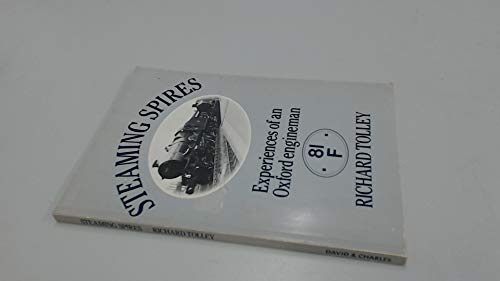 STEAMING SPIRES
Experiences of an
Oxford engineman
81
F
RICHARD TOLLEY
STEAMING SPIRES RICHARD TOLLEY DAVID & CHARLES